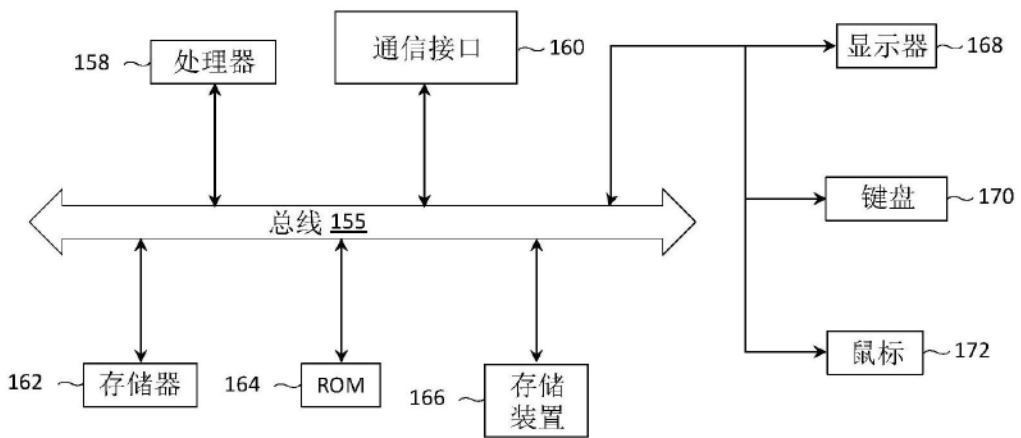 158 处理器
通信接口 160
显示器 168
键盘 170
总线 155
鼠标 172
162 存储器
164 ROM
166 存储
装置